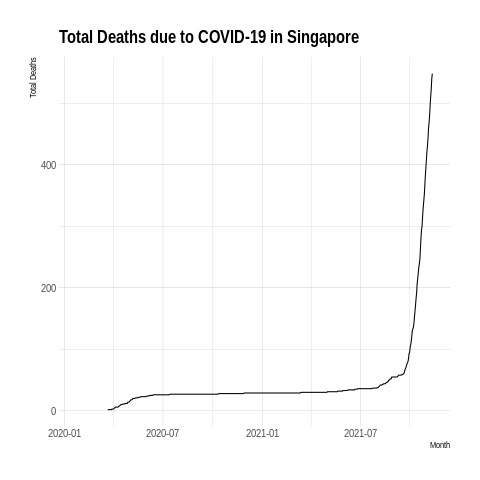 Total Deaths due to COVID-19 in Singapore
Total Deaths
400
200
0
2020-01 2020-07 2021-01 2021-07
Month